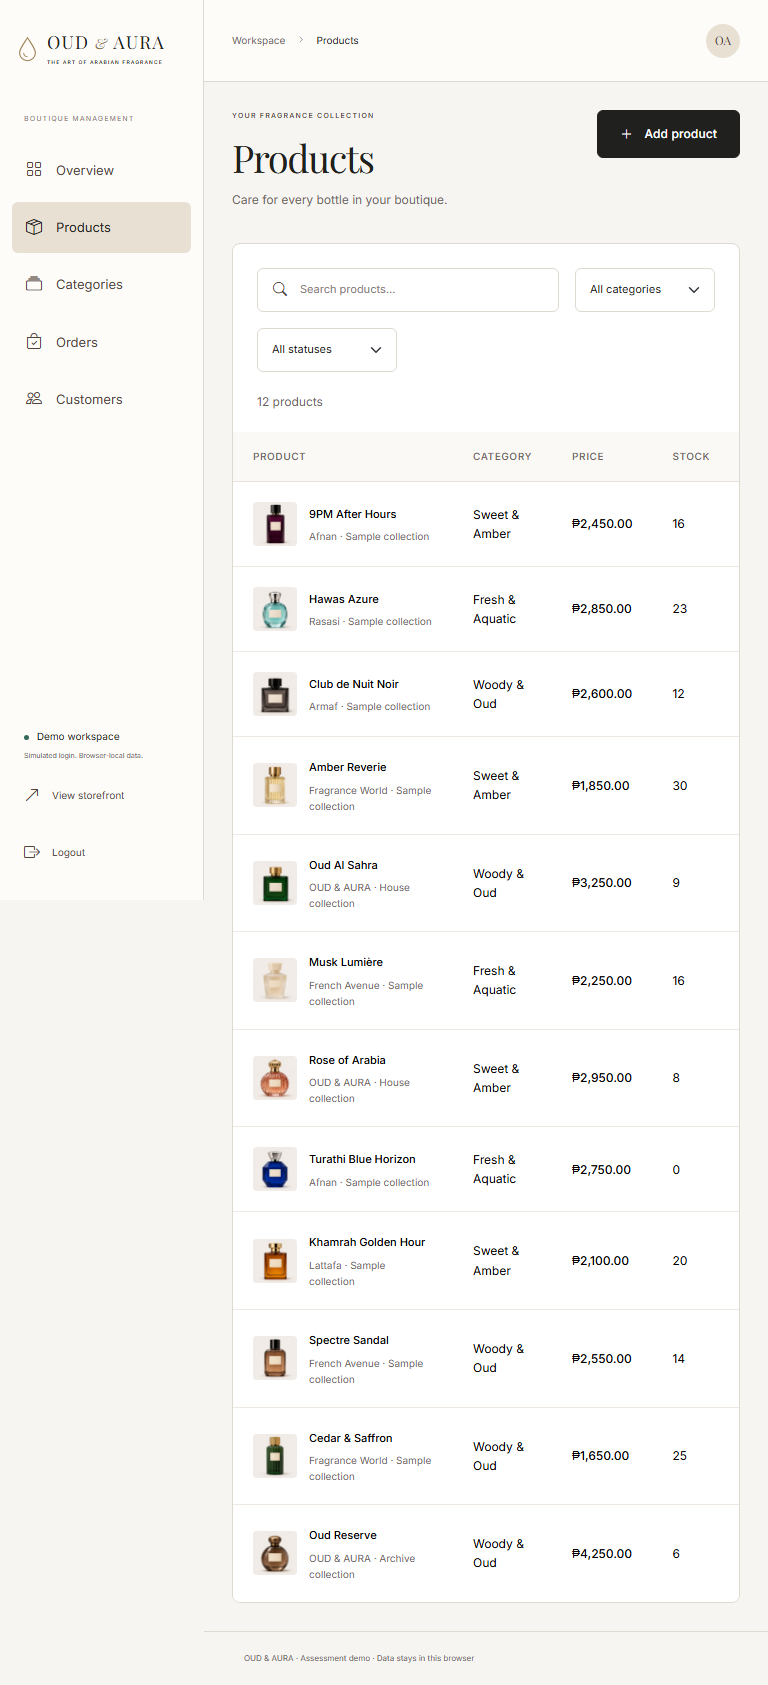 OUD & AURA
THE ART OF ARABIAN FRAGRANCE
BOUTIQUE MANAGEMENT
Overview
Products
Categories
Orders
Customers
Demo workspace
Simulated login. Browser-local data.
View storefront
Logout
Workspace > Products
OA
YOUR FRAGRANCE COLLECTION
Products
Care for every bottle in your boutique.
+ Add product
Search products...
All categories
All statuses
12 products
PRODUCT CATEGORY PRICE STOCK
9PM After Hours
Afnan · Sample collection
Sweet &
Amber
₱2,450.00
16
Hawas Azure
Rasasi · Sample collection
Fresh &
Aquatic
₱2,850.00
23
Club de Nuit Noir
Armaf · Sample collection
Woody &
Oud
₱2,600.00
12
Amber Reverie
Fragrance World · Sample
collection
Sweet &
Amber
₱1,850.00
30
Oud Al Sahra
OUD & AURA · House
collection
Woody &
Oud
₱3,250.00
9
Musk Lumière
French Avenue · Sample
collection
Fresh &
Aquatic
₱2,250.00
16
Rose of Arabia
OUD & AURA · House
collection
Sweet &
Amber
₱2,950.00
8
Turathi Blue Horizon
Afnan · Sample collection
Fresh &
Aquatic
₱2,750.00
0
Khamrah Golden Hour
Lattafa · Sample
collection
Sweet &
Amber
₱2,100.00
20
Spectre Sandal
French Avenue · Sample
collection
Woody &
Oud
₱2,550.00
14
Cedar & Saffron
Fragrance World · Sample
collection
Woody &
Oud
₱1,650.00
25
Oud Reserve
OUD & AURA · Archive
collection
Woody &
Oud
₱4,250.00
6
OUD & AURA · Assessment demo · Data stays in this browser